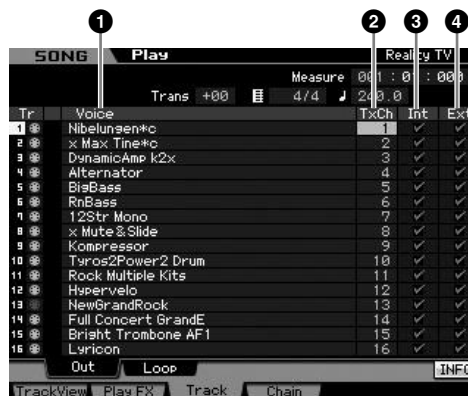 1 2 3 4
SONG Play Reality TV
Measure 001 : 01 : 000
Trans +00 4/4 240.0
Tr Voice TxCh Int Ext
1 Nibelungen*c 1
2 x Max Tine*c 2
3 DynamicAmp k2x 3
4 Alternator 4
5 BigBass 5
6 RnBass 6
7 12Str Mono 7
8 x Mute&Slide 8
9 Kompressor 9
10 Tyros2Power2 Drum 10
11 Rock Multiple Kits 11
12 Hypervelo 12
13 NewGrandRock 13
14 Full Concert GrandE 14
15 Bright Trombone AF1 15
16 Lyricon 16
Out Loop INFO
TrackView Play FX Track Chain